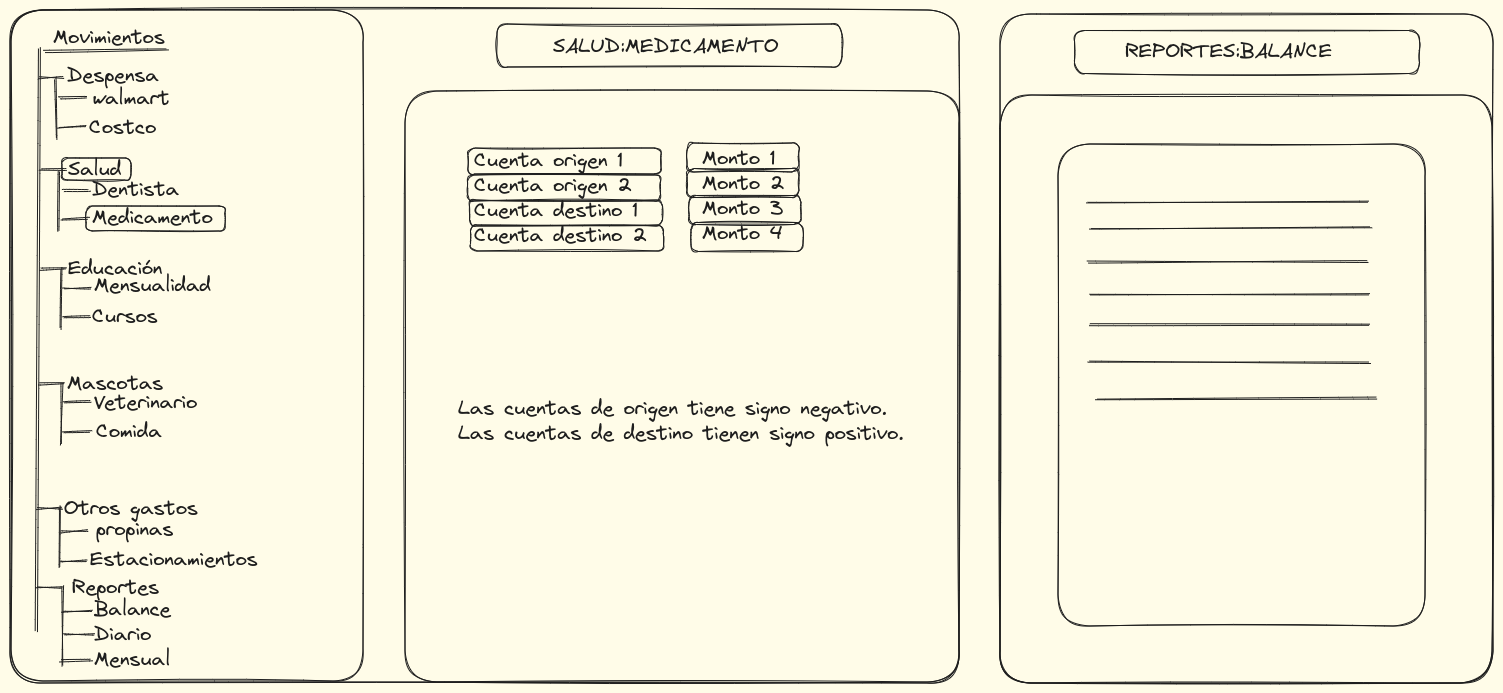 Movimientos
Despensa
walmart
Costco
Salud
Dentista
Medicamento
Educación
Mensualidad
Cursos
Mascotas
Veterinario
Comida
Otros gastos
propinas
Estacionamientos
Reportes
Balance
Diario
Mensual
SALUD:MEDICAMENTO
Cuenta origen 1 Monto 1
Cuenta origen 2 Monto 2
Cuenta destino 1 Monto 3
Cuenta destino 2 Monto 4
Las cuentas de origen tiene signo negativo.
Las cuentas de destino tienen signo positivo.
REPORTES:BALANCE